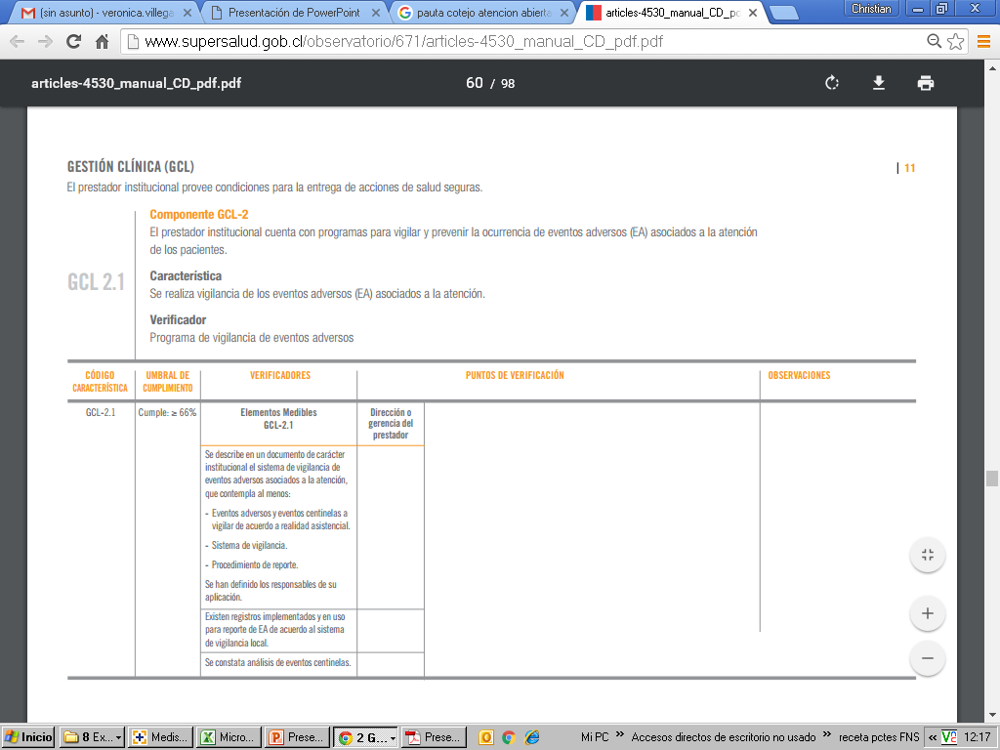 (sin asunto) - veronica.villega
Presentación de PowerPoint
pauta cotejo atencion abierta
articles-4530_manual_CD_pd
Christian
www.supersalud.gob.cl/observatorio/671/articles-4530_manual_CD_pdf.pdf
articles-4530_manual_CD_pdf.pdf
60 / 98
GESTIÓN CLÍNICA (GCL)
| 11
El prestador institucional provee condiciones para la entrega de acciones de salud seguras.
Componente GCL-2
El prestador institucional cuenta con programas para vigilar y prevenir la ocurrencia de eventos adversos (EA) asociados a la atención
de los pacientes.
GCL 2.1
Característica
Se realiza vigilancia de los eventos adversos (EA) asociados a la atención.
Verificador
Programa de vigilancia de eventos adversos
CÓDIGO
CARACTERÍSTICA
UMBRAL DE
CUMPLIMIENTO
VERIFICADORES
PUNTOS DE VERIFICACIÓN
OBSERVACIONES
GCL-2.1
Cumple: ≥ 66%
Elementos Medibles
GCL-2.1
Dirección o
gerencia del
prestador
Se describe en un documento de carácter
institucional el sistema de vigilancia de
eventos adversos asociados a la atención,
que contempla al menos:
- Eventos adversos y eventos centinelas a
vigilar de acuerdo a realidad asistencial.
- Sistema de vigilancia.
- Procedimiento de reporte.
Se han definido los responsables de su
aplicación.
Existen registros implementados y en uso
para reporte de EA de acuerdo al sistema
de vigilancia local.
Se constata análisis de eventos centinelas.
Inicio
8 Ex...
Medis...
Micro...
Prese...
2 G...
Prese...
Mi PC »
Accesos directos de escritorio no usado »
receta pctes FNS
«
12:17